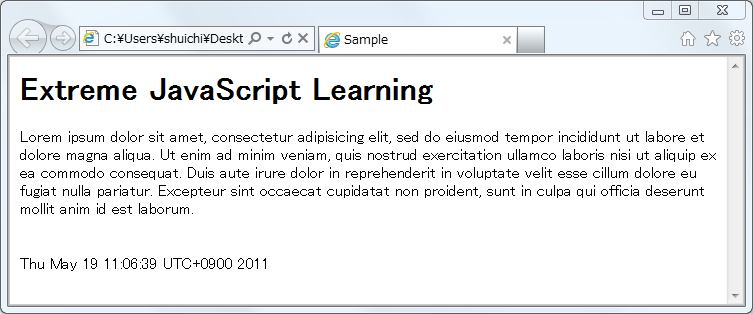 C:¥Users¥shuichi¥Deskt
Sample
Extreme JavaScript Learning
Lorem ipsum dolor sit amet, consectetur adipisicing elit, sed do eiusmod tempor incididunt ut labore et
dolore magna aliqua. Ut enim ad minim veniam, quis nostrud exercitation ullamco laboris nisi ut aliquip ex
ea commodo consequat. Duis aute irure dolor in reprehenderit in voluptate velit esse cillum dolore eu
fugiat nulla pariatur. Excepteur sint occaecat cupidatat non proident, sunt in culpa qui officia deserunt
mollit anim id est laborum.
Thu May 19 11:06:39 UTC+0900 2011